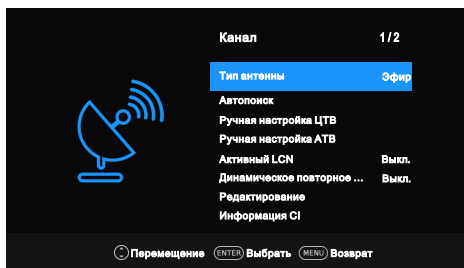 Канал 1/2
Тип антенны Эфир
Автопоиск
Ручная настройка ЦТВ
Ручная настройка АТВ
Активный LCN Выкл.
Динамическое повторное ... Выкл.
Редактирование
Информация CI
Перемещение ENTER Выбрать MENU Возврат